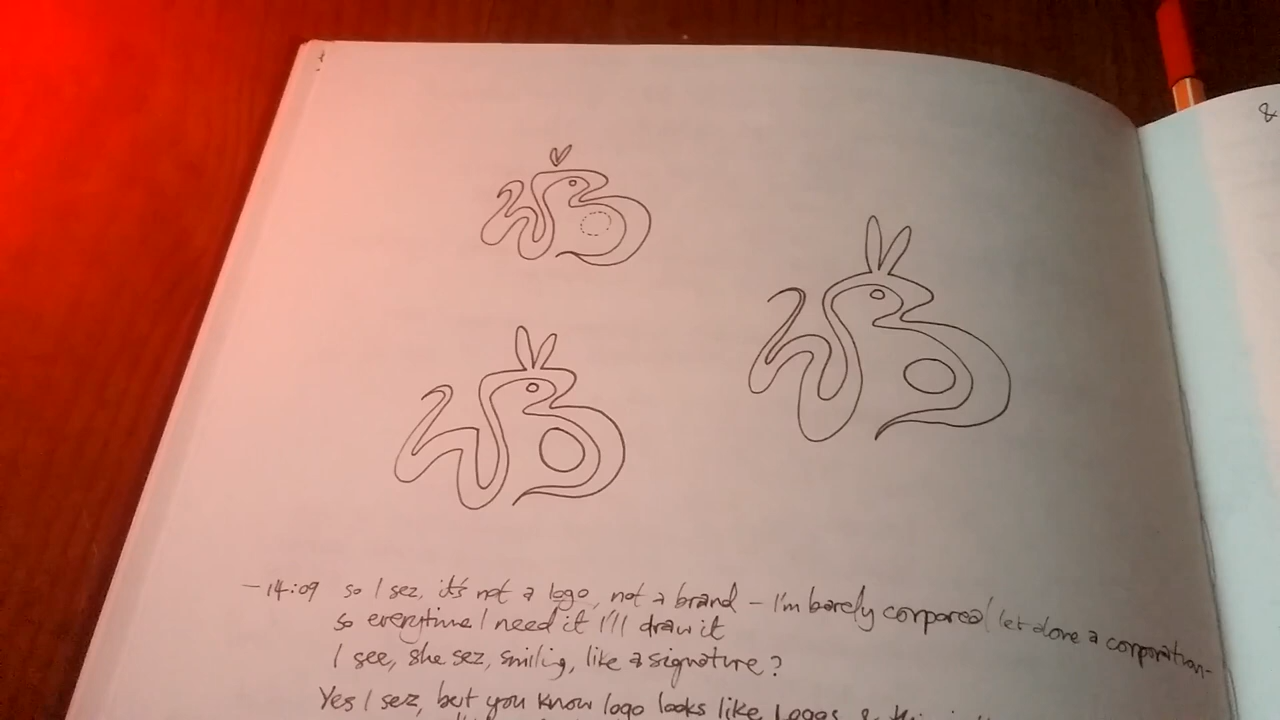 &
— 14:09 so I sez, it's not a logo, not a brand – I'm barely corporeal let alone a corporation –
so everytime I need it I'll draw it
I see, she sez, smiling, like a signature?
Yes I sez, but you know logo looks like Logos &